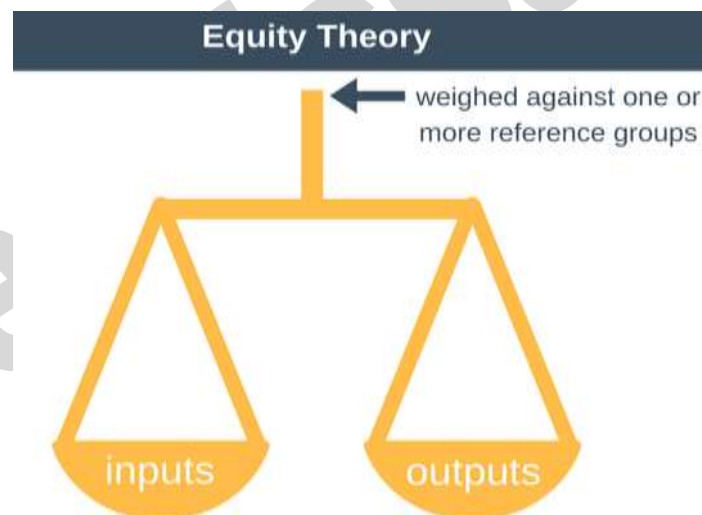 Equity Theory
weighed against one or
more reference groups
inputs
outputs